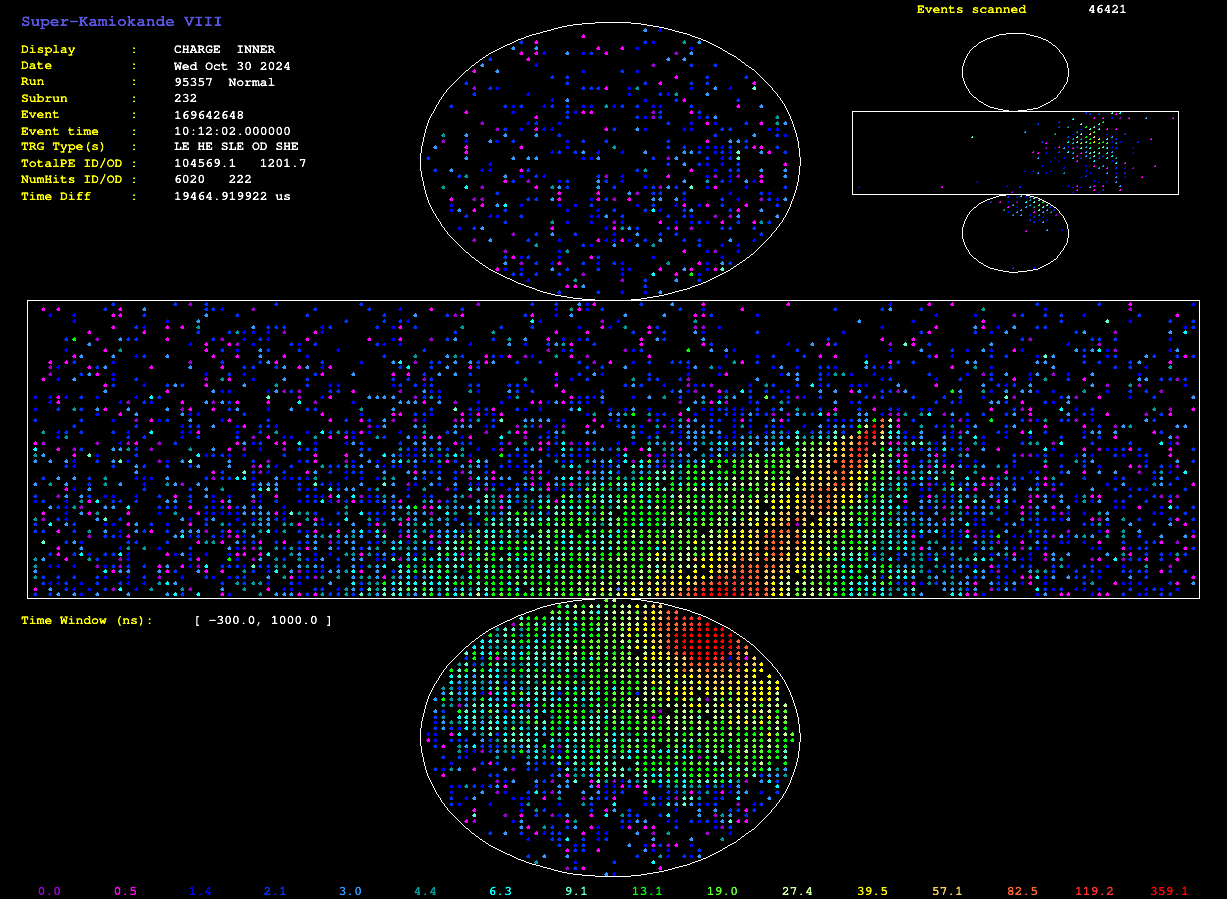 Super-Kamiokande VIII
Events scanned 46421
Display : CHARGE INNER
Date : Wed Oct 30 2024
Run : 95357 Normal
Subrun : 232
Event : 169642648
Event time : 10:12:02.000000
TRG Type(s) : LE HE SLE OD SHE
TotalPE ID/OD : 104569.1 1201.7
NumHits ID/OD : 6020 222
Time Diff : 19464.919922 us
Time Window (ns): [ -300.0, 1000.0 ]
0.0 0.5 1.4 2.1 3.0 4.4 6.3 9.1 13.1 19.0 27.4 39.5 57.1 82.5 119.2 359.1